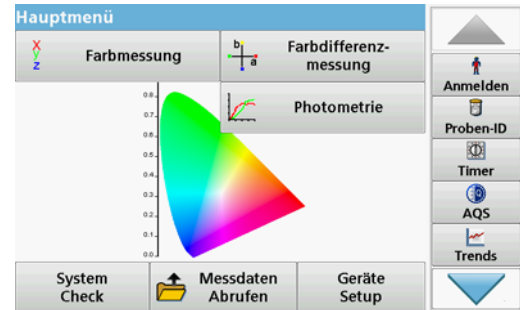 Hauptmenü
X
y
z
Farbmessung
b
a
Farbdifferenz-
messung
Photometrie
0.8
0.7
0.6
0.5
0.4
0.3
0.2
0.1
0.0
System
Check
Messdaten
Abrufen
Geräte
Setup
Anmelden
Proben-ID
Timer
AQS
Trends